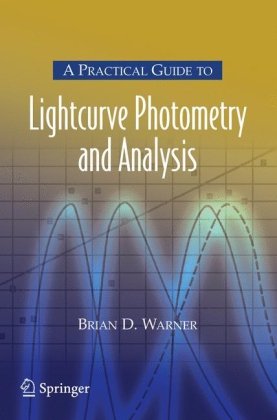 A PRACTICAL GUIDE TO
Lightcurve Photometry
and Analysis
BRIAN D. WARNER
Springer